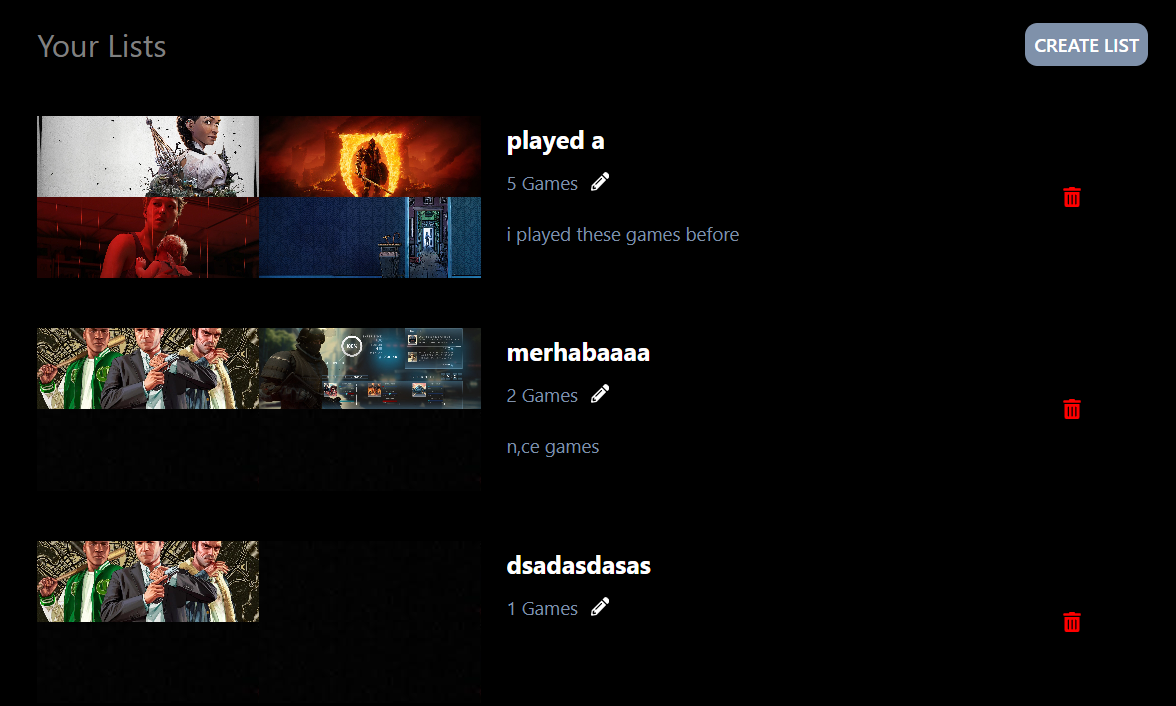 Your Lists
CREATE LIST
played a
5 Games
i played these games before
merhabaaaa
2 Games
n,ce games
dsadasdasas
1 Games